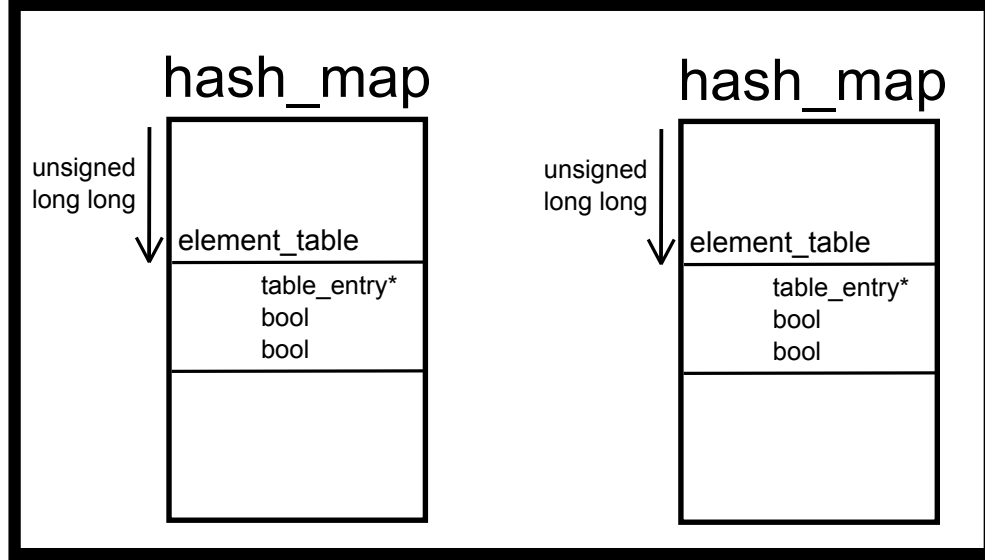 hash_map
unsigned
long long
element_table
table_entry*
bool
bool
hash_map
unsigned
long long
element_table
table_entry*
bool
bool